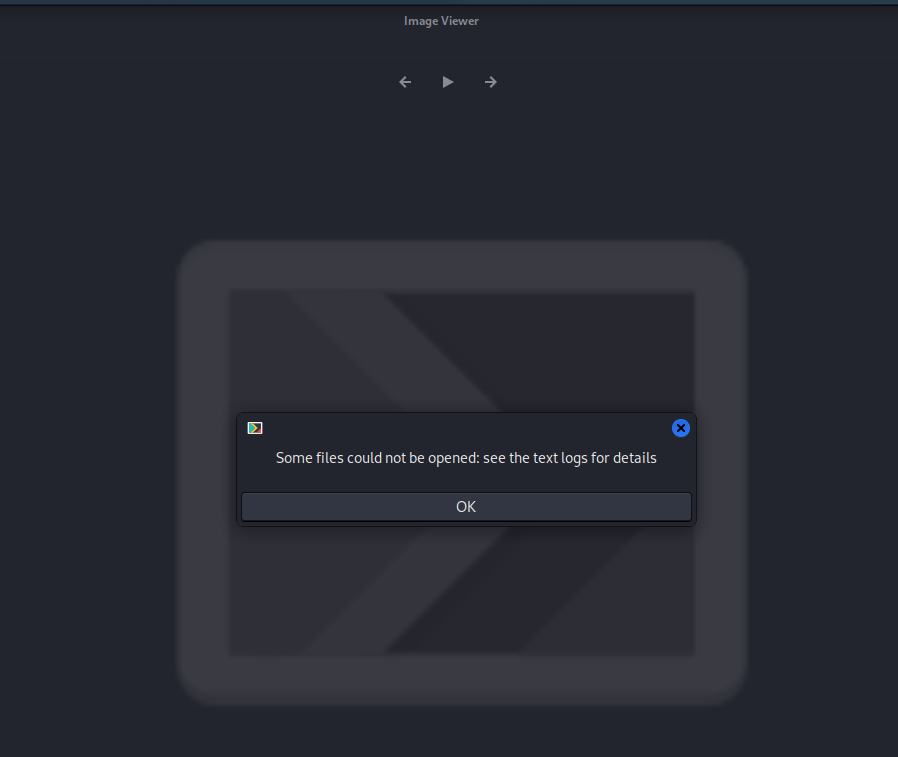 Image Viewer
Some files could not be opened: see the text logs for details
OK